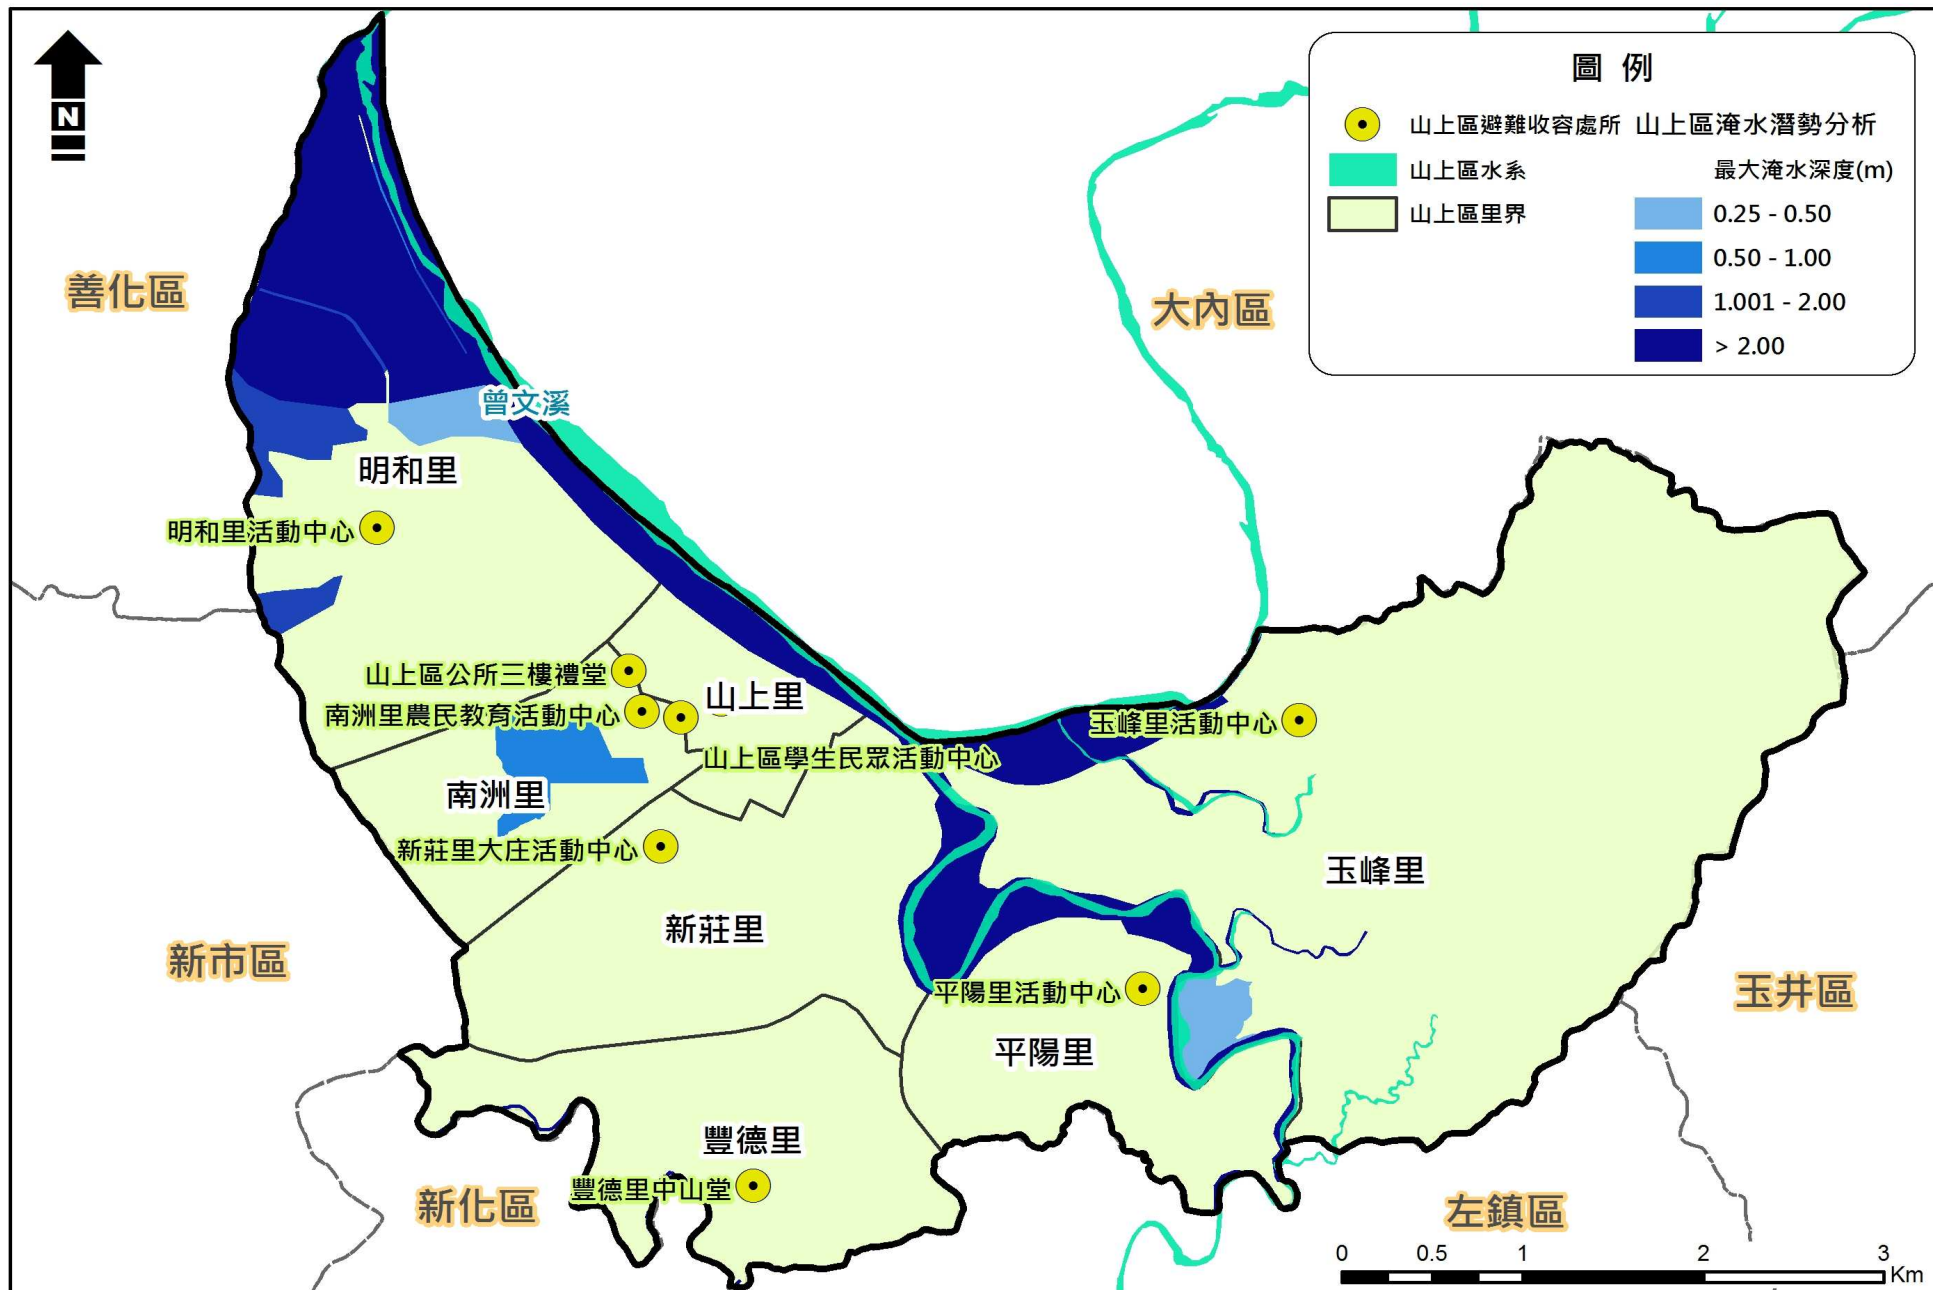 N
圖 例
山上區避難收容處所
山上區水系
山上區里界
山上區淹水潛勢分析
最大淹水深度(m)
0.25 - 0.50
0.50 - 1.00
1.001 - 2.00
> 2.00
善化區
大內區
曾文溪
明和里
明和里活動中心
山上區公所三樓禮堂
山上里
南洲里農民教育活動中心
玉峰里活動中心
山上區學生民眾活動中心
南洲里
新莊里大庄活動中心
玉峰里
新莊里
新市區
平陽里活動中心
玉井區
平陽里
豐德里
豐德里中山堂
新化區
左鎮區
0 0.5 1 2 3
Km